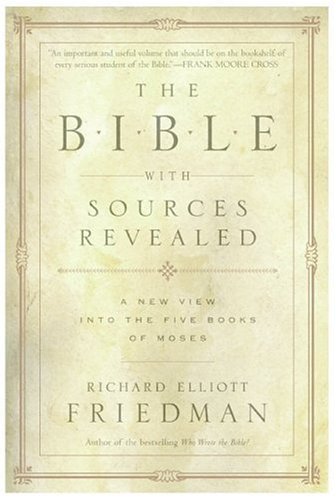 "An important and useful volume that should be on the bookshelf of
every serious student of the Bible."—FRANK MOORE CROSS
THE
B·I·B·L·E
WITH
SOURCES
REVEALED
A NEW VIEW
INTO THE FIVE BOOKS
OF MOSES
RICHARD ELLIOTT
FRIEDMAN
Author of the bestselling Who Wrote the Bible?